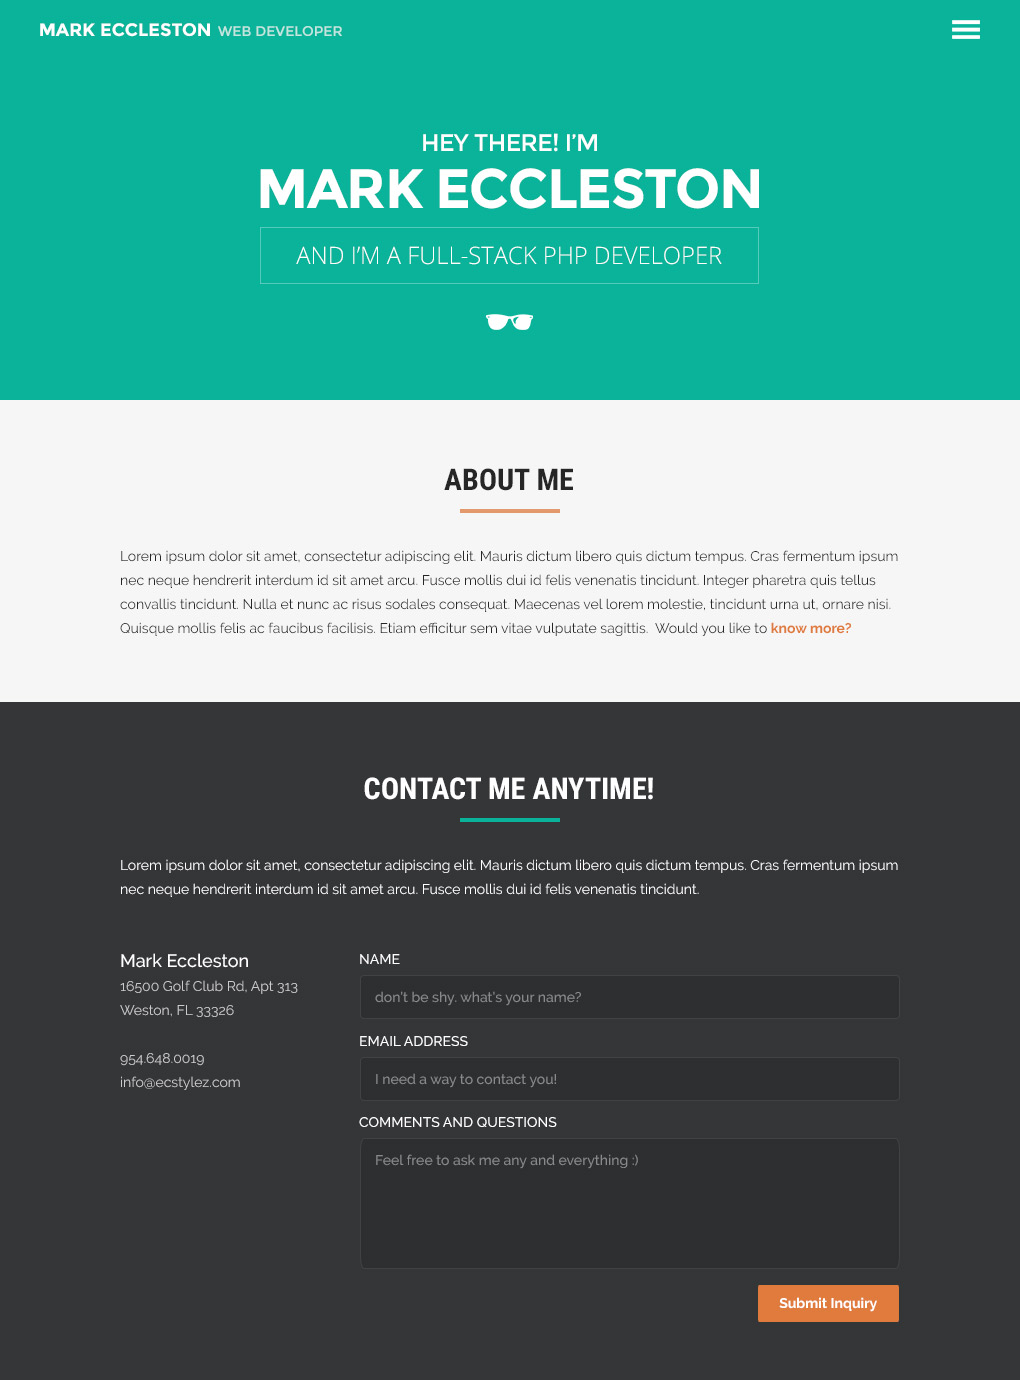 MARK ECCLESTON WEB DEVELOPER
HEY THERE! I'M
MARK ECCLESTON
AND I'M A FULL-STACK PHP DEVELOPER
ABOUT ME
Lorem ipsum dolor sit amet, consectetur adipiscing elit. Mauris dictum libero quis dictum tempus. Cras fermentum ipsum
nec neque hendrerit interdum id sit amet arcu. Fusce mollis dui id felis venenatis tincidunt. Integer pharetra quis tellus
convallis tincidunt. Nulla et nunc ac risus sodales consequat. Maecenas vel lorem molestie, tincidunt urna ut, ornare nisi.
Quisque mollis felis ac faucibus facilisis. Etiam efficitur sem vitae vulputate sagittis. Would you like to know more?
CONTACT ME ANYTIME!
Lorem ipsum dolor sit amet, consectetur adipiscing elit. Mauris dictum libero quis dictum tempus. Cras fermentum ipsum
nec neque hendrerit interdum id sit amet arcu. Fusce mollis dui id felis venenatis tincidunt.
Mark Eccleston
16500 Golf Club Rd, Apt 313
Weston, FL 33326
954.648.0019
info@ecstylez.com
NAME
don't be shy. what's your name?
EMAIL ADDRESS
I need a way to contact you!
COMMENTS AND QUESTIONS
Feel free to ask me any and everything :)
Submit Inquiry